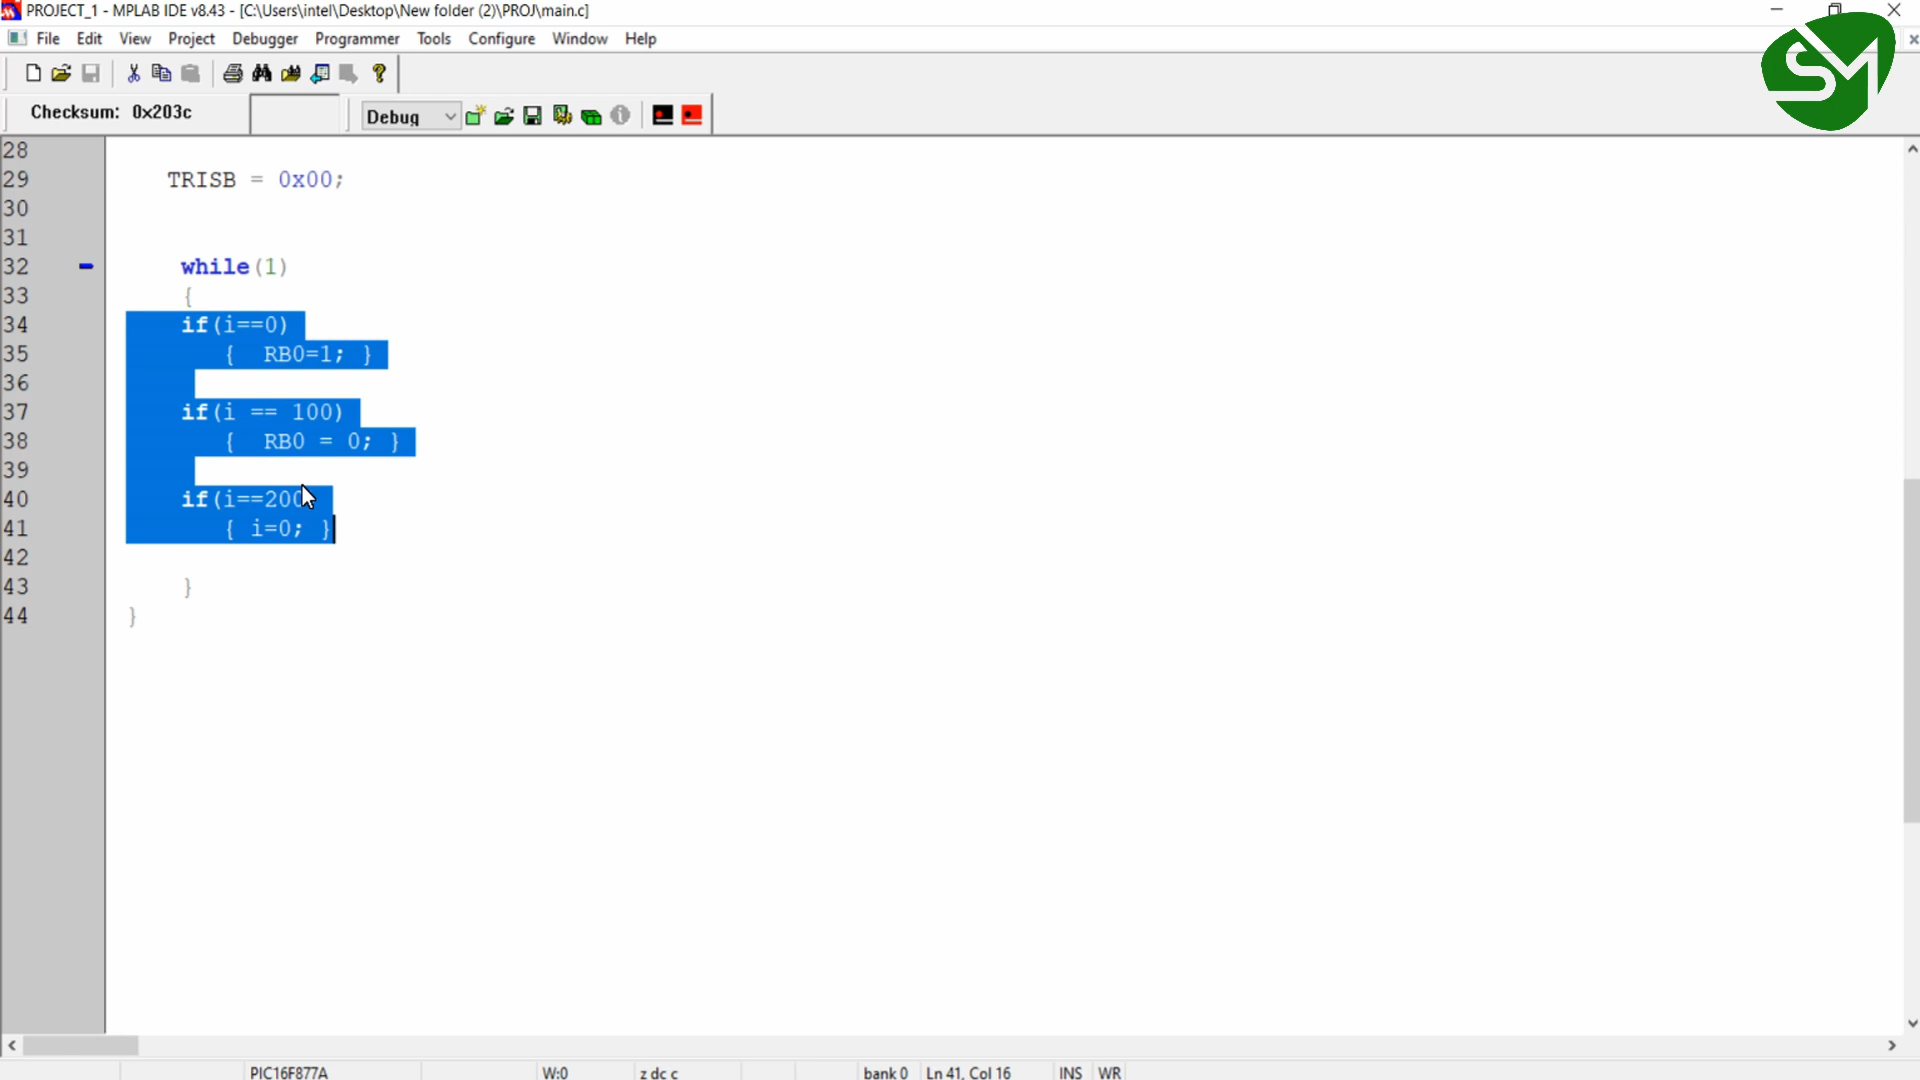 PROJECT_1 - MPLAB IDE v8.43 - [C:\Users\intel\Desktop\New folder (2)\PROJ\main.c]
File Edit View Project Debugger Programmer Tools Configure Window Help
SM
Checksum: 0x203c
Debug
28
29 TRISB = 0x00;
30
31
32 while(1)
33 {
34 if(i==0)
35 { RB0=1; }
36
37 if(i == 100)
38 { RB0 = 0; }
39
40 if(i==200
41 { i=0; }
42
43 }
44 }
PIC16F877A W:0 z dc c bank 0 Ln 41, Col 16 INS WR